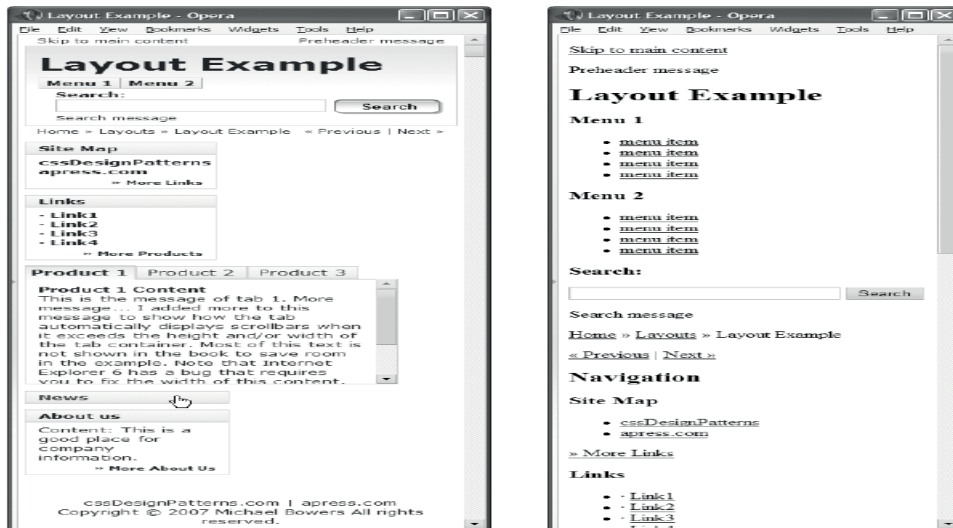 Layout Example - Opera
File Edit View Bookmarks Widgets Tools Help
Skip to main content Preheader message
Layout Example
Menu 1 Menu 2
Search:
Search
Search message
Home » Layouts » Layout Example « Previous | Next »
Site Map
cssDesignPatterns
apress.com
» More Links
Links
- Link1
- Link2
- Link3
- Link4
» More Products
Product 1 Product 2 Product 3
Product 1 Content
This is the message of tab 1. More
message... I added more to this
message to show how the tab
automatically displays scrollbars when
it exceeds the height and/or width of
the tab container. Most of this text is
not shown in the book to save room
in the example. Note that Internet
Explorer 6 has a bug that requires
you to fix the width of this content.
News
About us
Content: This is a
good place for
company
information.
» More About Us
cssDesignPatterns.com | apress.com
Copyright © 2007 Michael Bowers All rights
reserved.
Layout Example - Opera
File Edit View Bookmarks Widgets Tools Help
Skip to main content
Preheader message
Layout Example
Menu 1
• menu item
• menu item
• menu item
• menu item
Menu 2
• menu item
• menu item
• menu item
• menu item
Search:
Search
Search message
Home » Layouts » Layout Example
« Previous | Next »
Navigation
Site Map
• cssDesignPatterns
• apress.com
» More Links
Links
• - Link1
• - Link2
• - Link3